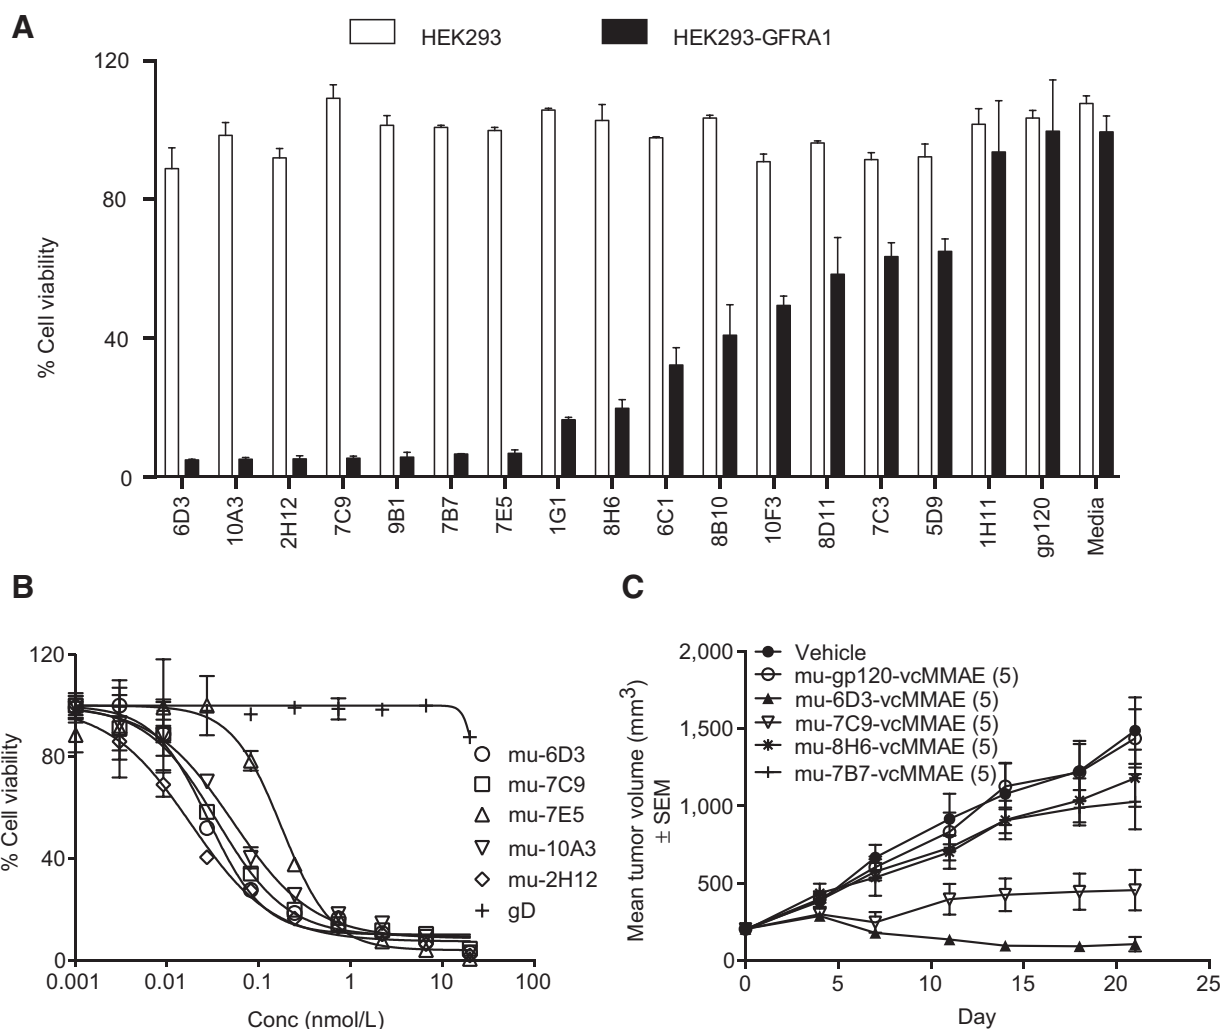 A
HEK293
HEK293-GFRA1
120
80
40
0
% Cell viability
6D3
10A3
2H12
7C9
9B1
7B7
7E5
1G1
8H6
6C1
8B10
10F3
8D11
7C3
5D9
1H11
gp120
Media
B
120
80
40
0
% Cell viability
0.001
0.01
0.1
1
10
100
Conc (nmol/L)
mu-6D3
mu-7C9
mu-7E5
mu-10A3
mu-2H12
gD
C
2,000
1,500
1,000
500
0
Mean tumor volume (mm3)
± SEM
Vehicle
mu-gp120-vcMMAE (5)
mu-6D3-vcMMAE (5)
mu-7C9-vcMMAE (5)
mu-8H6-vcMMAE (5)
mu-7B7-vcMMAE (5)
0
5
10
15
20
25
Day